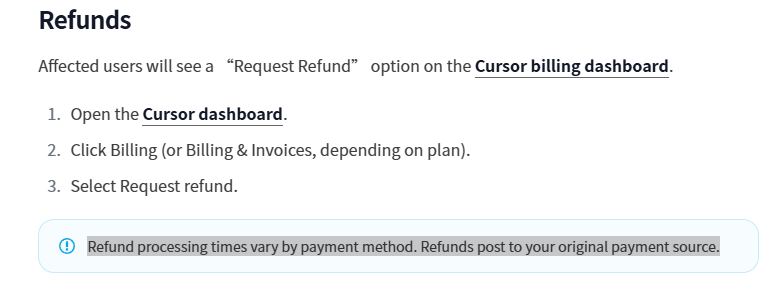 Refunds
Affected users will see a “Request Refund” option on the Cursor billing dashboard.
1. Open the Cursor dashboard.
2. Click Billing (or Billing & Invoices, depending on plan).
3. Select Request refund.
Refund processing times vary by payment method. Refunds post to your original payment source.